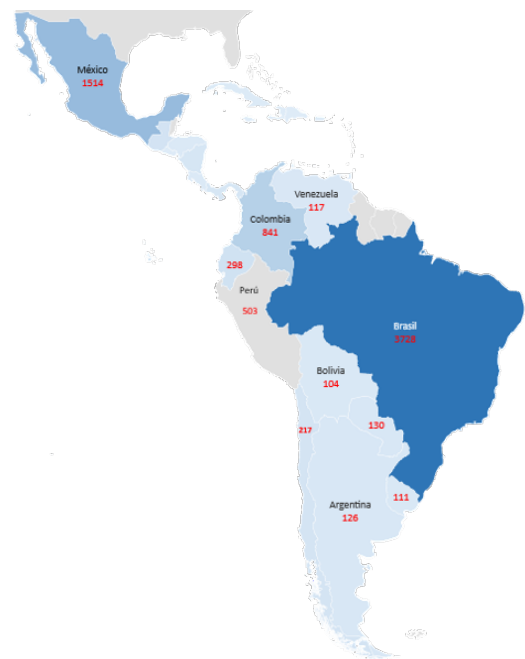 México
1514
Venezuela
117
Colombia
841
298
Perú
503
Brasil
3728
Bolivia
104
130
217
111
Argentina
126